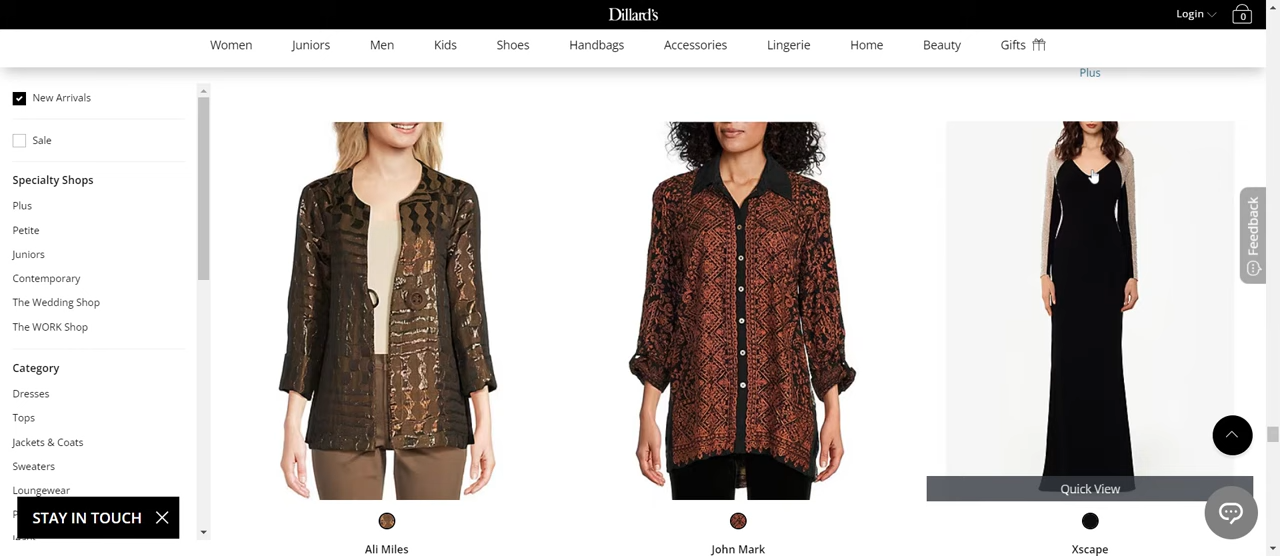 Dillard's
Login
0
Women
Juniors
Men
Kids
Shoes
Handbags
Accessories
Lingerie
Home
Beauty
Gifts
Plus
New Arrivals
Sale
Specialty Shops
Plus
Petite
Juniors
Contemporary
The Wedding Shop
The WORK Shop
Category
Dresses
Tops
Jackets & Coats
Sweaters
Loungewear
STAY IN TOUCH
Feedback
Quick View
Ali Miles
John Mark
Xscape